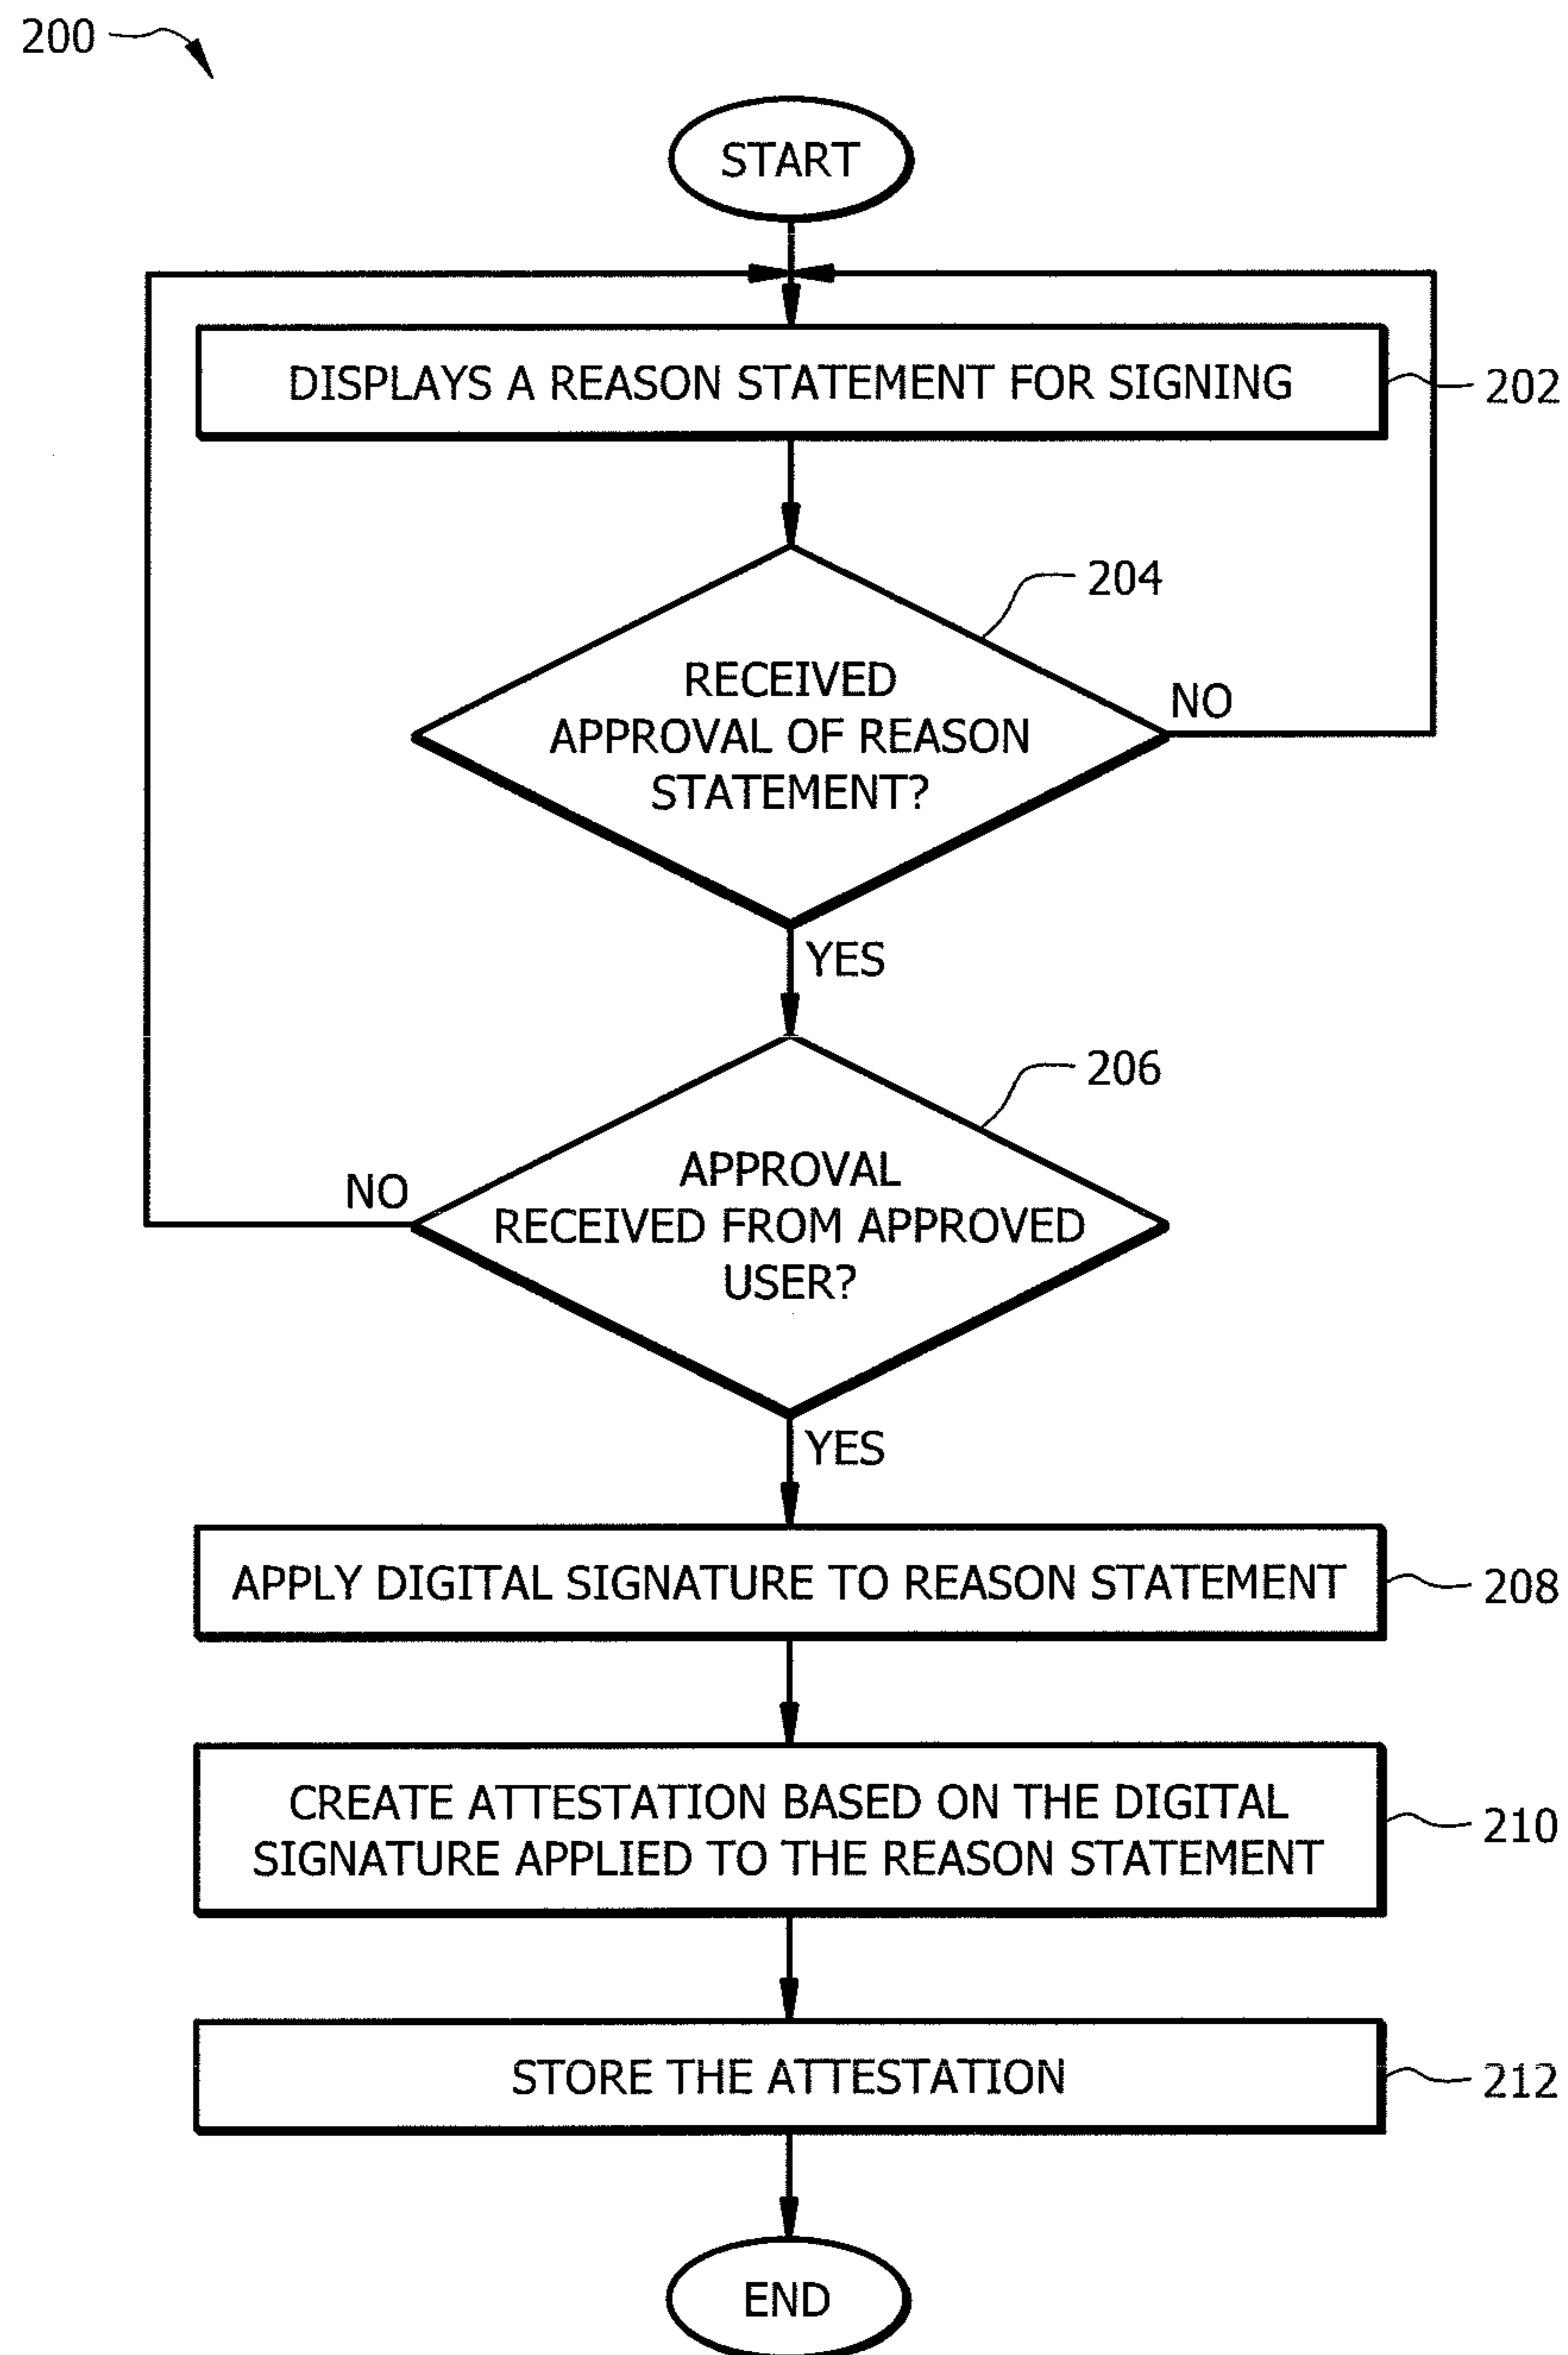 200
START
DISPLAYS A REASON STATEMENT FOR SIGNING
202
204
RECEIVED
APPROVAL OF REASON
STATEMENT?
NO
YES
206
APPROVAL
RECEIVED FROM APPROVED
USER?
NO
YES
APPLY DIGITAL SIGNATURE TO REASON STATEMENT
208
CREATE ATTESTATION BASED ON THE DIGITAL
SIGNATURE APPLIED TO THE REASON STATEMENT
210
STORE THE ATTESTATION
212
END